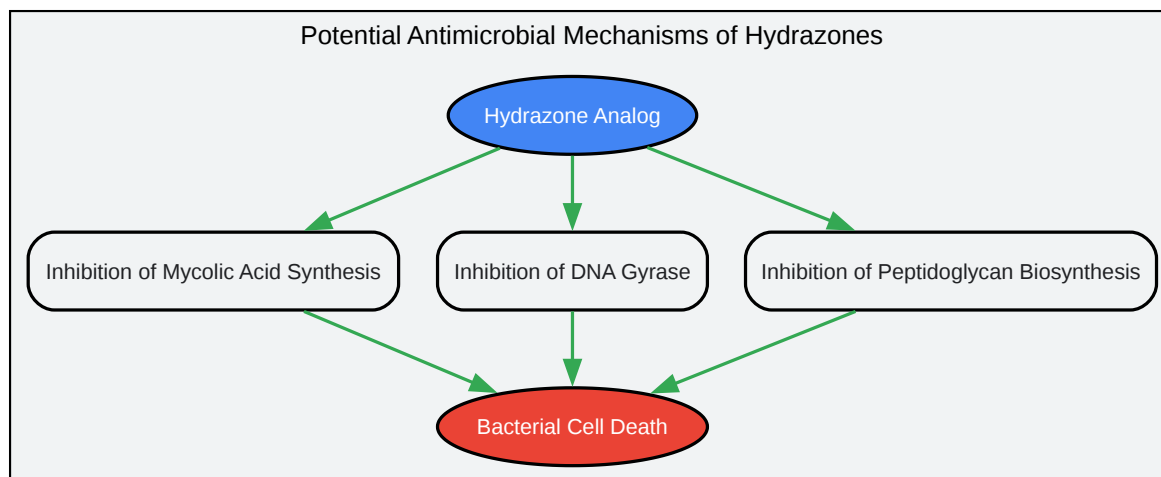 Potential Antimicrobial Mechanisms of Hydrazones
Hydrazone Analog
Inhibition of Mycolic Acid Synthesis
Inhibition of DNA Gyrase
Inhibition of Peptidoglycan Biosynthesis
Bacterial Cell Death